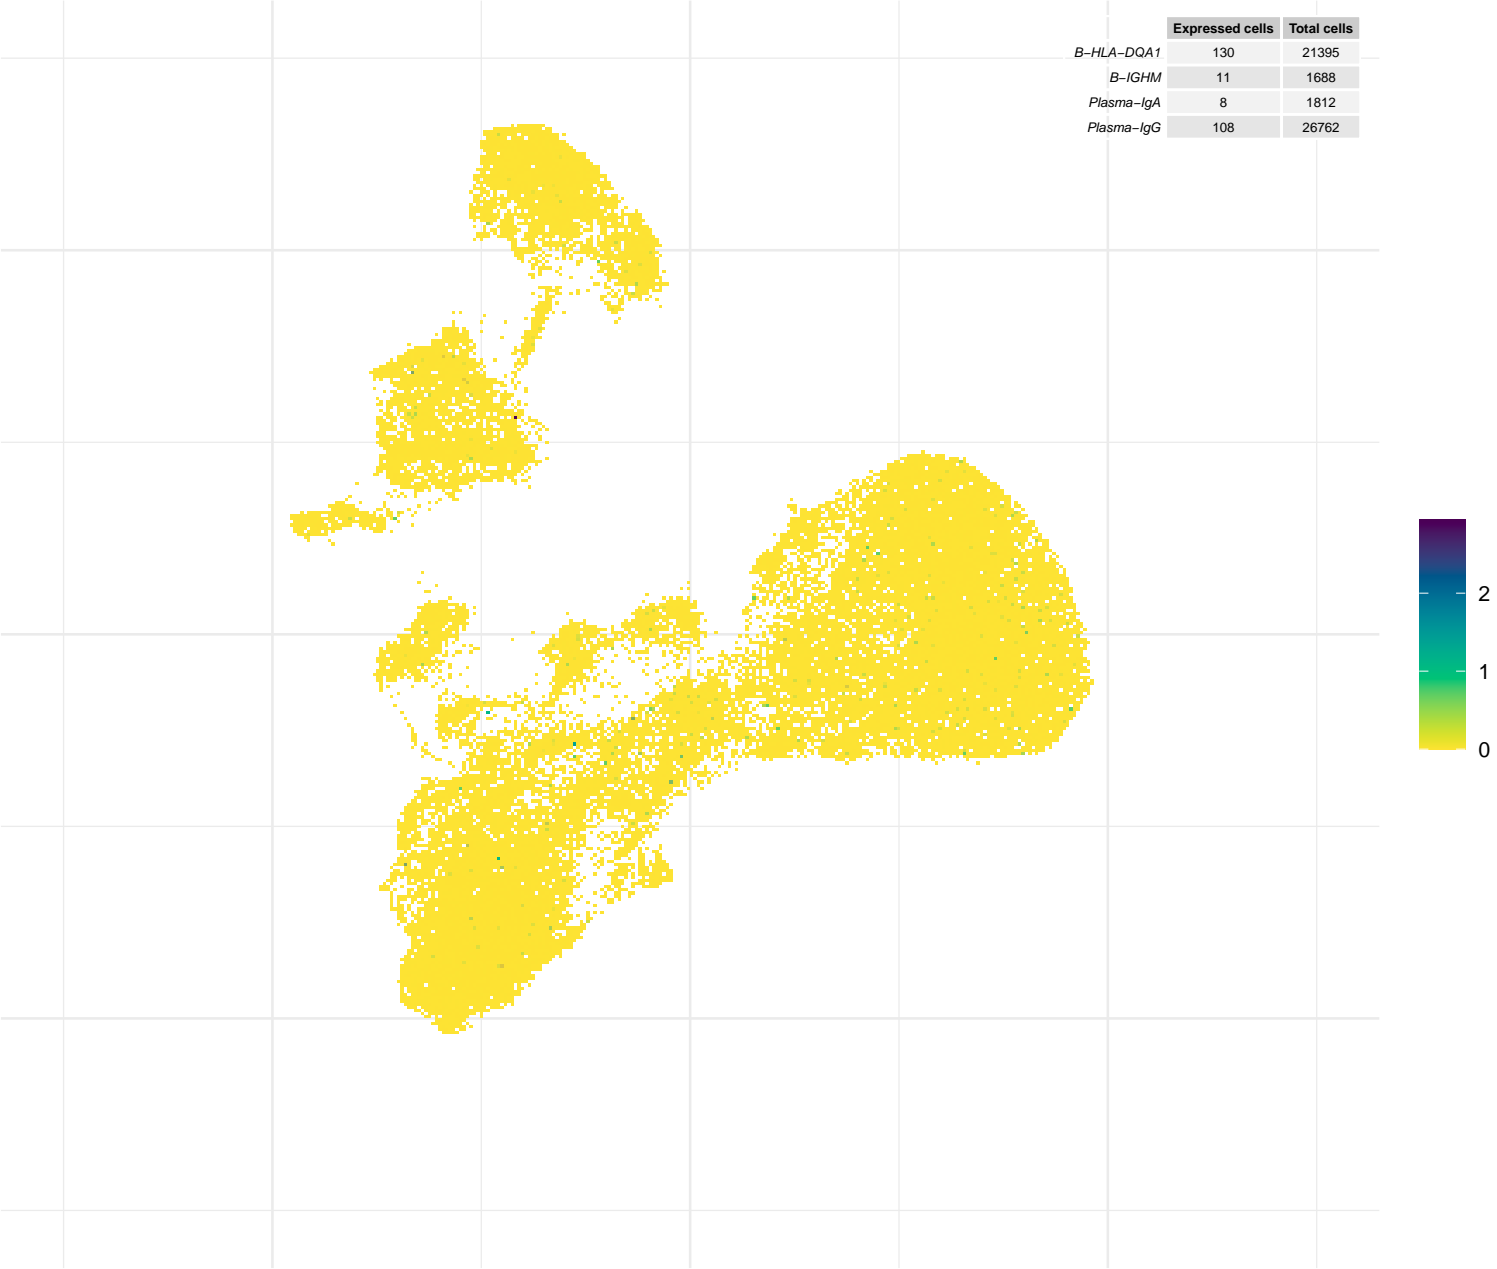 Expressed cells Total cells
B−HLA−DQA1 130 21395
B−IGHM 11 1688
Plasma−IgA 8 1812
Plasma−IgG 108 26762
2
1
0